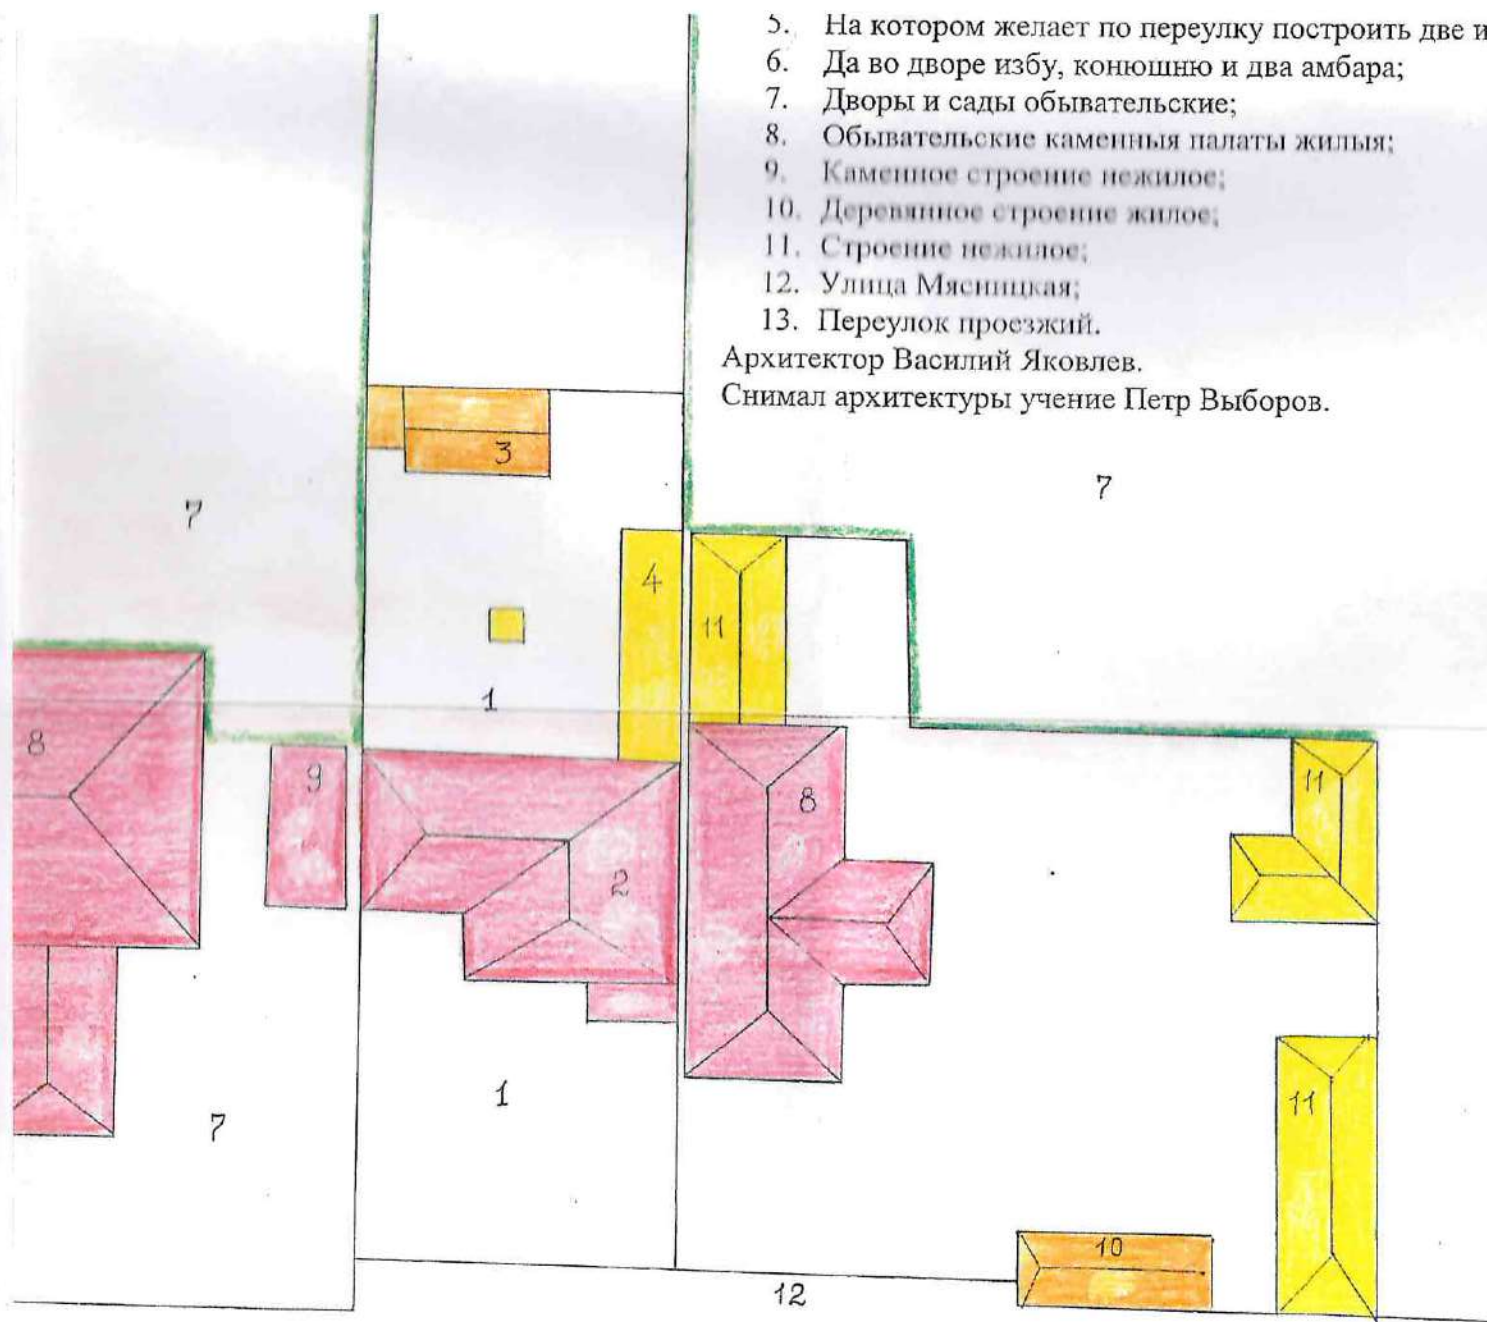 5. На котором желает по переулку построить две и
6. Да во дворе избу, конюшню и два амбара;
7. Дворы и сады обывательские;
8. Обывательские каменныя палаты жилыя;
9. Каменное строение нежилое;
10. Деревянное строение жилое;
11. Строение нежилое;
12. Улица Мясницкая;
13. Переулок проезжий.
Архитектор Василий Яковлев.
Снимал архитектуры учение Петр Выборов.
3
7
7
4
11
1
8
9
8
11
2
1
7
11
10
12